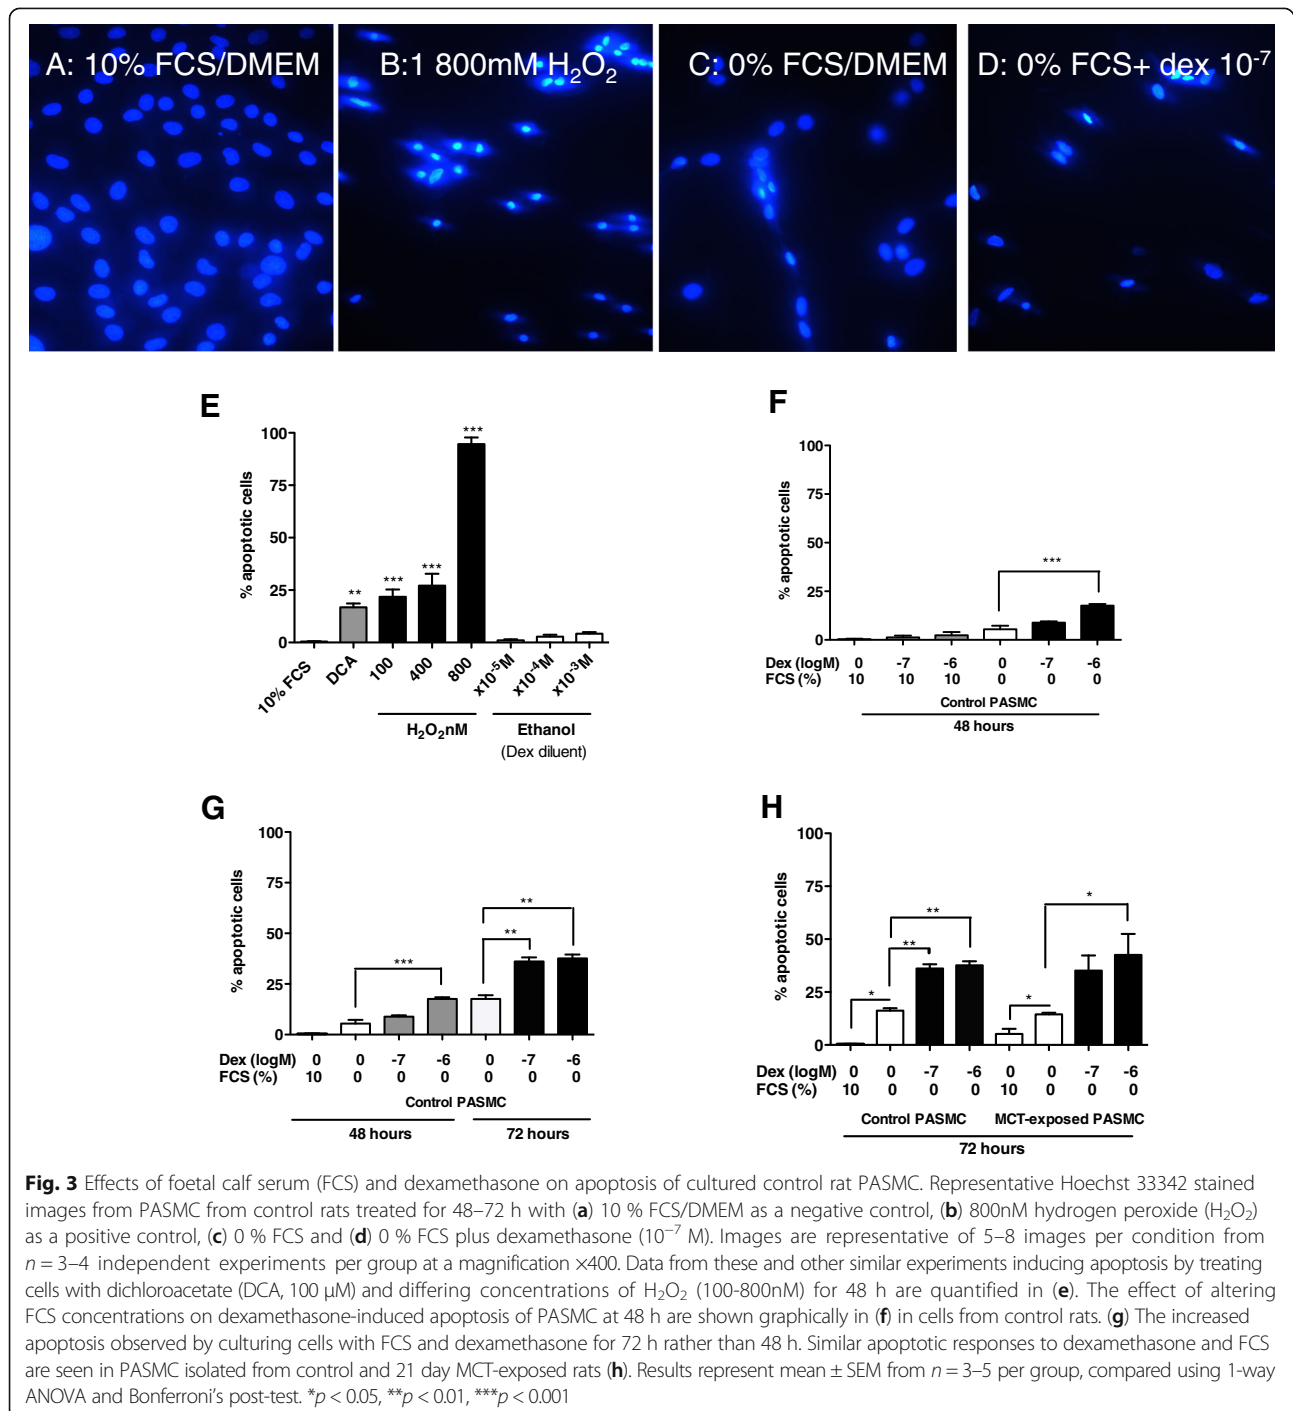 A: 10% FCS/DMEM
B:1 800mM H₂O₂
C: 0% FCS/DMEM
D: 0% FCS+ dex 10⁻⁷
E
% apoptotic cells
100
75
50
25
0
**
***
***
***
10% FCS
DCA
100
400
800
x10⁻⁵M
x10⁻⁴M
x10⁻³M
H₂O₂nM
Ethanol
(Dex diluent)
F
% apoptotic cells
100
75
50
25
0
***
Dex (logM) 0 -7 -6 0 -7 -6
FCS (%) 10 10 10 0 0 0
Control PASMC
48 hours
G
% apoptotic cells
100
75
50
25
0
***
**
**
Dex (logM) 0 0 -7 -6 0 -7 -6
FCS (%) 10 0 0 0 0 0 0
Control PASMC
48 hours 72 hours
H
% apoptotic cells
100
75
50
25
0
*
**
**
*
*
Dex (logM) 0 0 -7 -6 0 0 -7 -6
FCS (%) 10 0 0 0 10 0 0 0
Control PASMC MCT-exposed PASMC
72 hours
Fig. 3 Effects of foetal calf serum (FCS) and dexamethasone on apoptosis of cultured control rat PASMC. Representative Hoechst 33342 stained
images from PASMC from control rats treated for 48–72 h with (a) 10 % FCS/DMEM as a negative control, (b) 800nM hydrogen peroxide (H₂O₂)
as a positive control, (c) 0 % FCS and (d) 0 % FCS plus dexamethasone (10⁻⁷ M). Images are representative of 5–8 images per condition from
n = 3–4 independent experiments per group at a magnification ×400. Data from these and other similar experiments inducing apoptosis by treating
cells with dichloroacetate (DCA, 100 μM) and differing concentrations of H₂O₂ (100-800nM) for 48 h are quantified in (e). The effect of altering
FCS concentrations on dexamethasone-induced apoptosis of PASMC at 48 h are shown graphically in (f) in cells from control rats. (g) The increased
apoptosis observed by culturing cells with FCS and dexamethasone for 72 h rather than 48 h. Similar apoptotic responses to dexamethasone and FCS
are seen in PASMC isolated from control and 21 day MCT-exposed rats (h). Results represent mean ± SEM from n = 3–5 per group, compared using 1-way
ANOVA and Bonferroni's post-test. *p < 0.05, **p < 0.01, ***p < 0.001